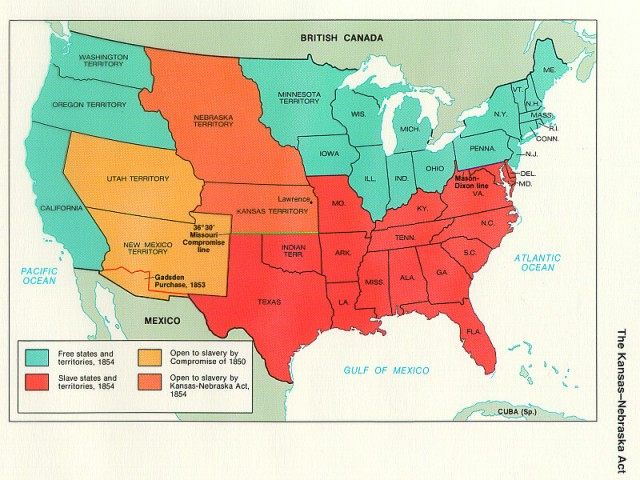 BRITISH CANADA
WASHINGTON
TERRITORY
OREGON TERRITORY
NEBRASKA
TERRITORY
MINNESOTA
TERRITORY
WIS.
MICH.
ME.
VT.
N.H.
N.Y.
MASS.
R.I.
CONN.
IOWA
PENNA.
N.J.
UTAH TERRITORY
ILL.
IND.
OHIO
DEL.
MD.
Mason-
Dixon line
VA.
CALIFORNIA
Lawrence
KANSAS TERRITORY
MO.
KY.
36°30'
Missouri
Compromise
line
NEW MEXICO
TERRITORY
INDIAN
TERR.
ARK.
TENN.
N.C.
S.C.
PACIFIC
OCEAN
ATLANTIC
OCEAN
Gadsden
Purchase, 1853
TEXAS
LA.
MISS.
ALA.
GA.
MEXICO
FLA.
GULF OF MEXICO
CUBA (Sp.)
Free states and
territories, 1854
Open to slavery by
Compromise of 1850
Slave states and
territories, 1854
Open to slavery by
Kansas-Nebraska Act,
1854
The Kansas–Nebraska Act